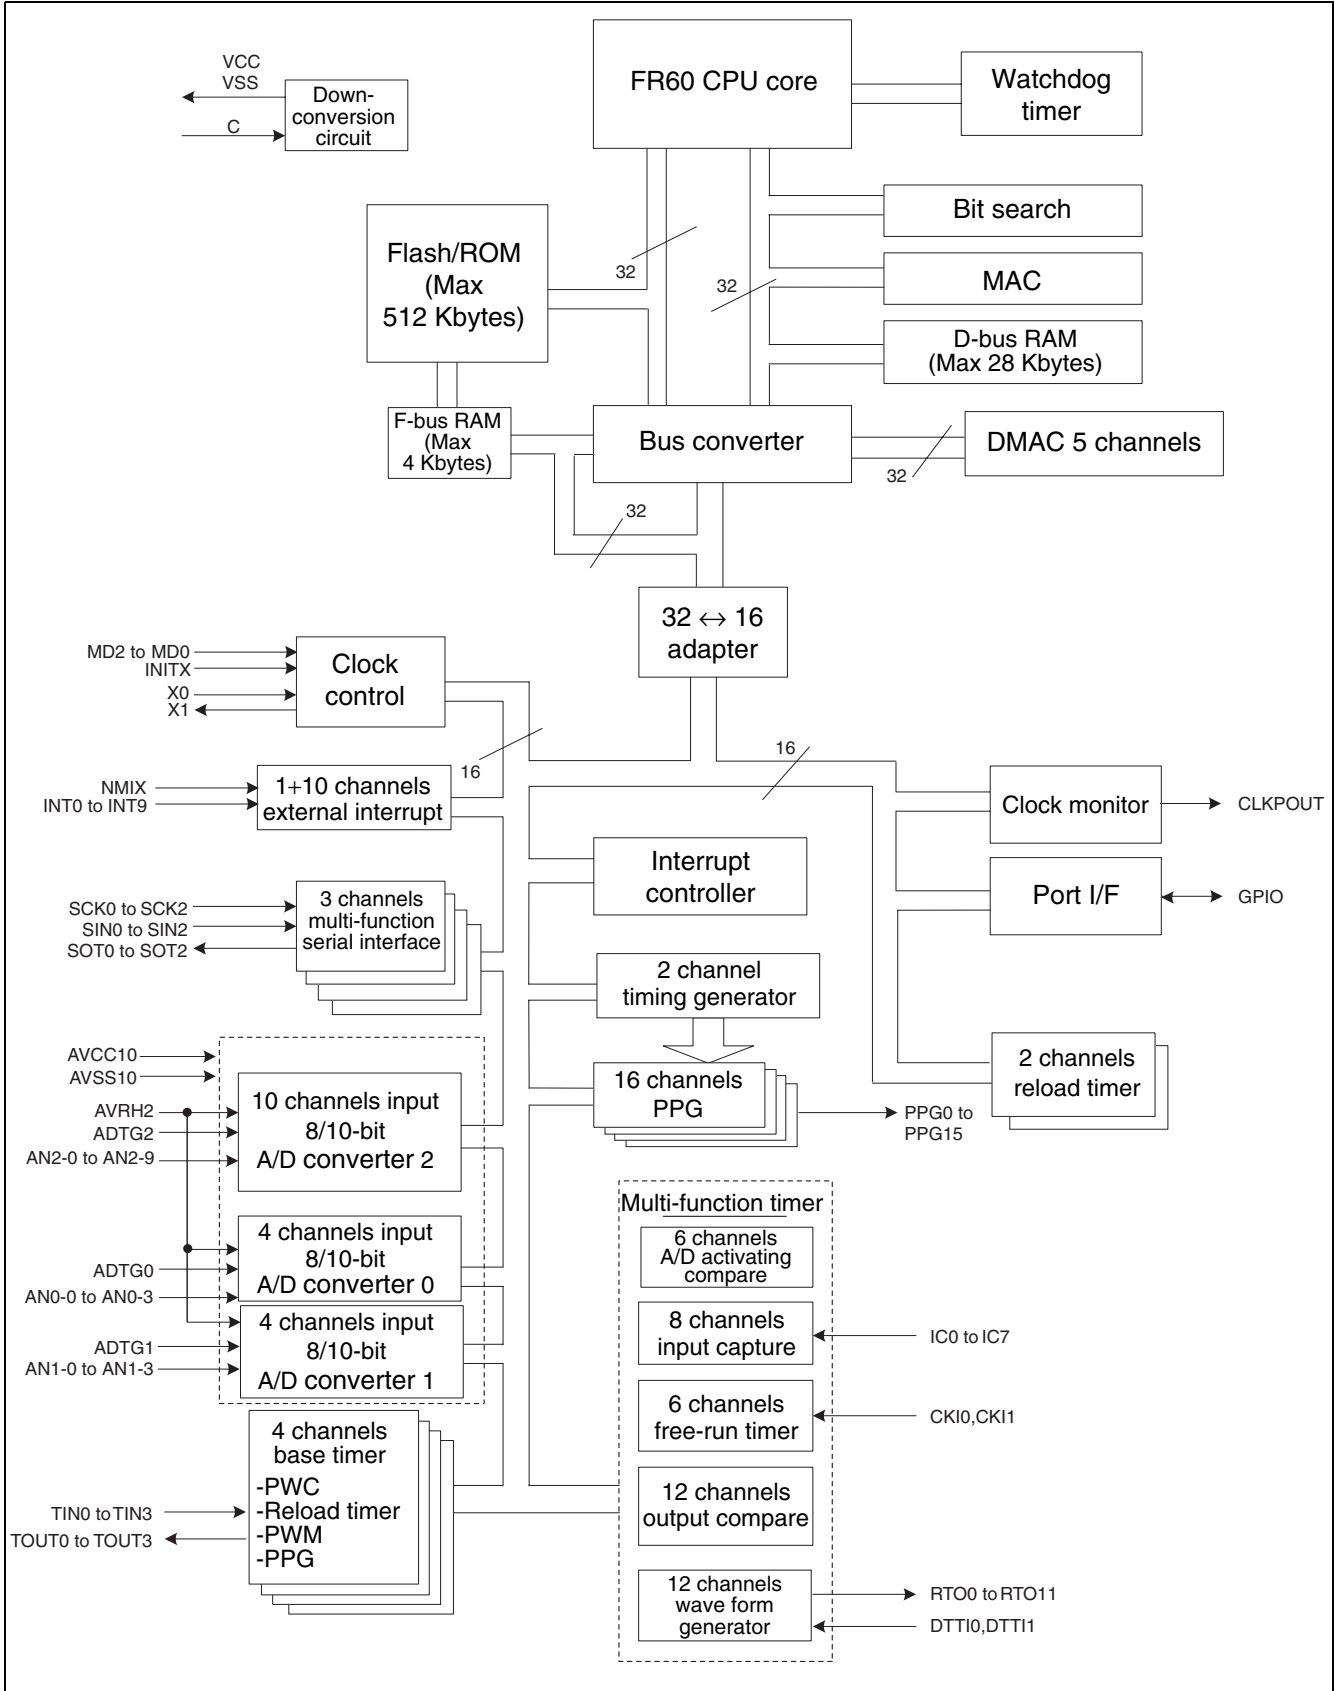 VCC
VSS
C
Down-
conversion
circuit
FR60 CPU core
Watchdog
timer
Bit search
Flash/ROM
(Max
512 Kbytes)
32
32
MAC
D-bus RAM
(Max 28 Kbytes)
F-bus RAM
(Max
4 Kbytes)
Bus converter
DMAC 5 channels
32
32
32 ↔ 16
adapter
MD2 to MD0
INITX
X0
X1
Clock
control
16
16
NMIX
INT0 to INT9
1+10 channels
external interrupt
Clock monitor
CLKPOUT
Interrupt
controller
Port I/F
GPIO
SCK0 to SCK2
SIN0 to SIN2
SOT0 to SOT2
3 channels
multi-function
serial interface
2 channel
timing generator
AVCC10
AVSS10
AVRH2
ADTG2
AN2-0 to AN2-9
10 channels input
8/10-bit
A/D converter 2
16 channels
PPG
PPG0 to
PPG15
2 channels
reload timer
ADTG0
AN0-0 to AN0-3
4 channels input
8/10-bit
A/D converter 0
ADTG1
AN1-0 to AN1-3
4 channels input
8/10-bit
A/D converter 1
Multi-function timer
6 channels
A/D activating
compare
8 channels
input capture
IC0 to IC7
6 channels
free-run timer
CKI0,CKI1
12 channels
output compare
12 channels
wave form
generator
RTO0 to RTO11
DTTI0,DTTI1
TIN0 to TIN3
TOUT0 to TOUT3
4 channels
base timer
-PWC
-Reload timer
-PWM
-PPG